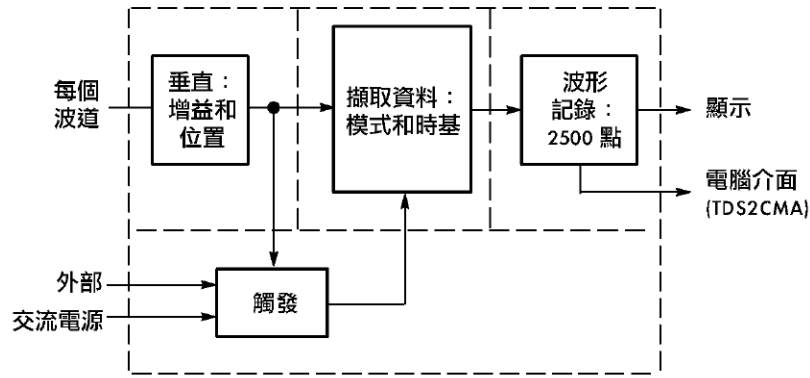 每個
波道
垂直：
增益和
位置
擷取資料：
模式和時基
波形
記錄：
2500 點
顯示
電腦介面
(TDS2CMA)
外部
交流電源
觸發